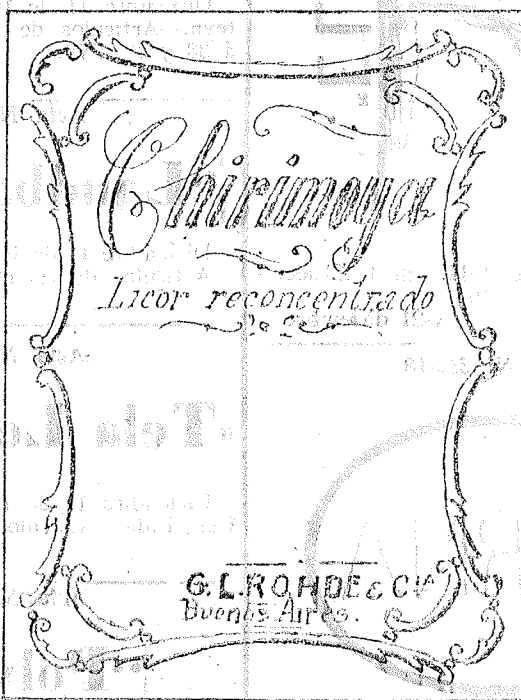 Chirimoya
Licor reconcentrado
G. L. ROHDE & CIA
Buenos Aires.